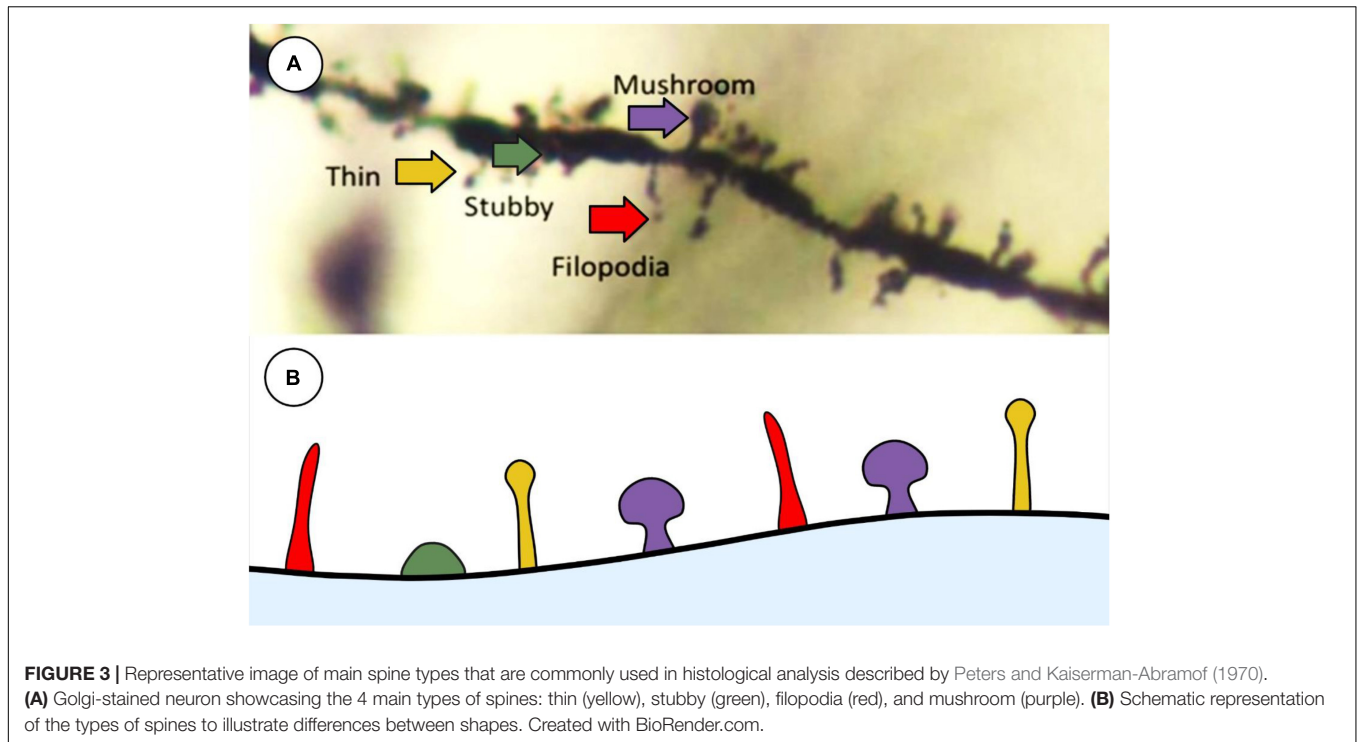 A
Mushroom
Thin
Stubby
Filopodia
B
FIGURE 3 | Representative image of main spine types that are commonly used in histological analysis described by Peters and Kaiserman-Abramof (1970).
(A) Golgi-stained neuron showcasing the 4 main types of spines: thin (yellow), stubby (green), filopodia (red), and mushroom (purple). (B) Schematic representation
of the types of spines to illustrate differences between shapes. Created with BioRender.com.